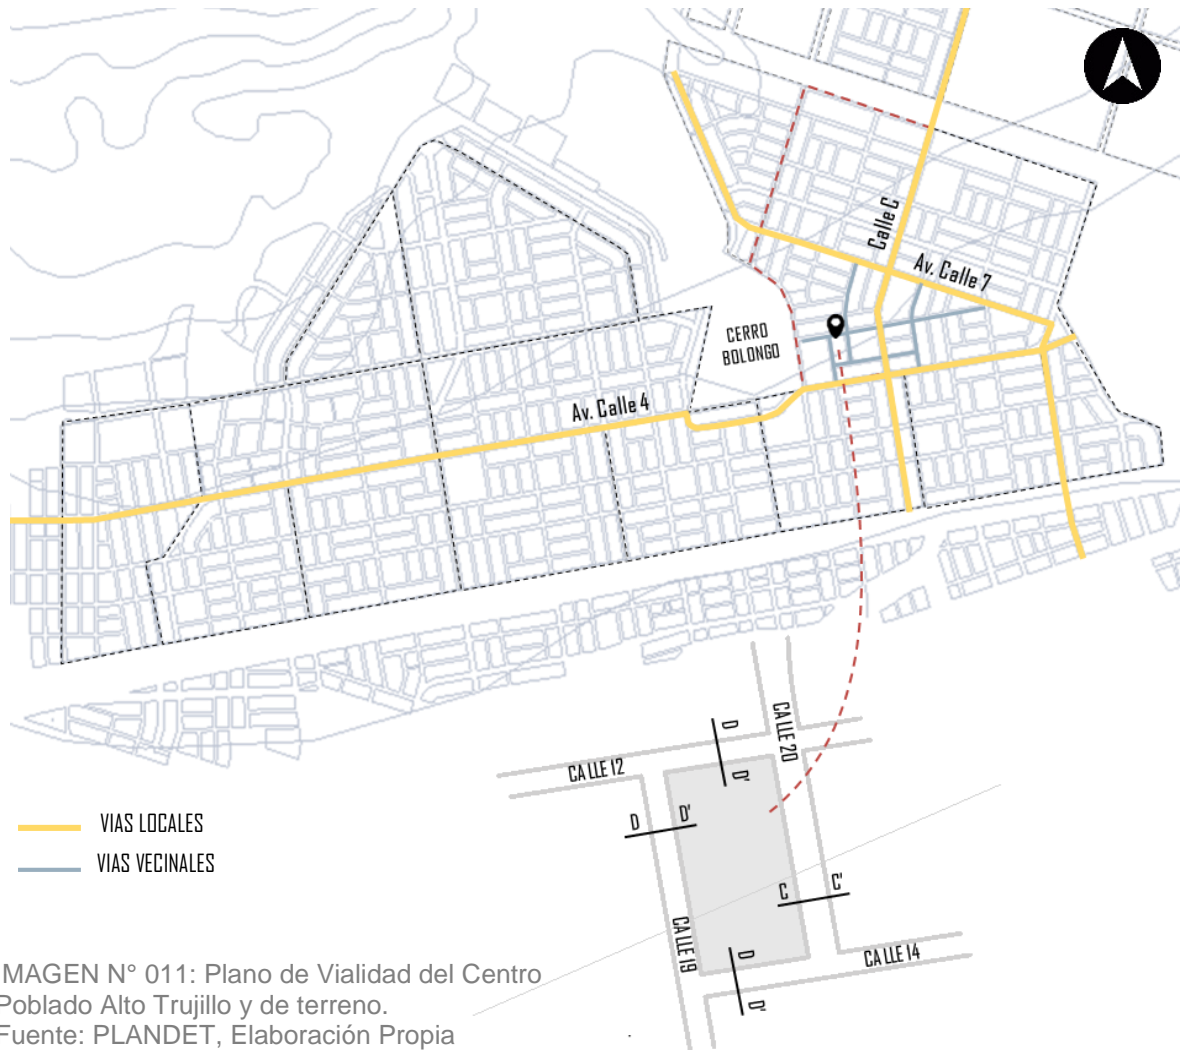 Calle C
Av. Calle 7
CERRO
BOLONGO
Av. Calle 4
D
CALLE 20
CALLE 12
D'
D
D'
VIAS LOCALES
VIAS VECINALES
C
C'
CALLE 19
D
CALLE 14
D'
IMAGEN N° 011: Plano de Vialidad del Centro
Poblado Alto Trujillo y de terreno.
Fuente: PLANDET, Elaboración Propia